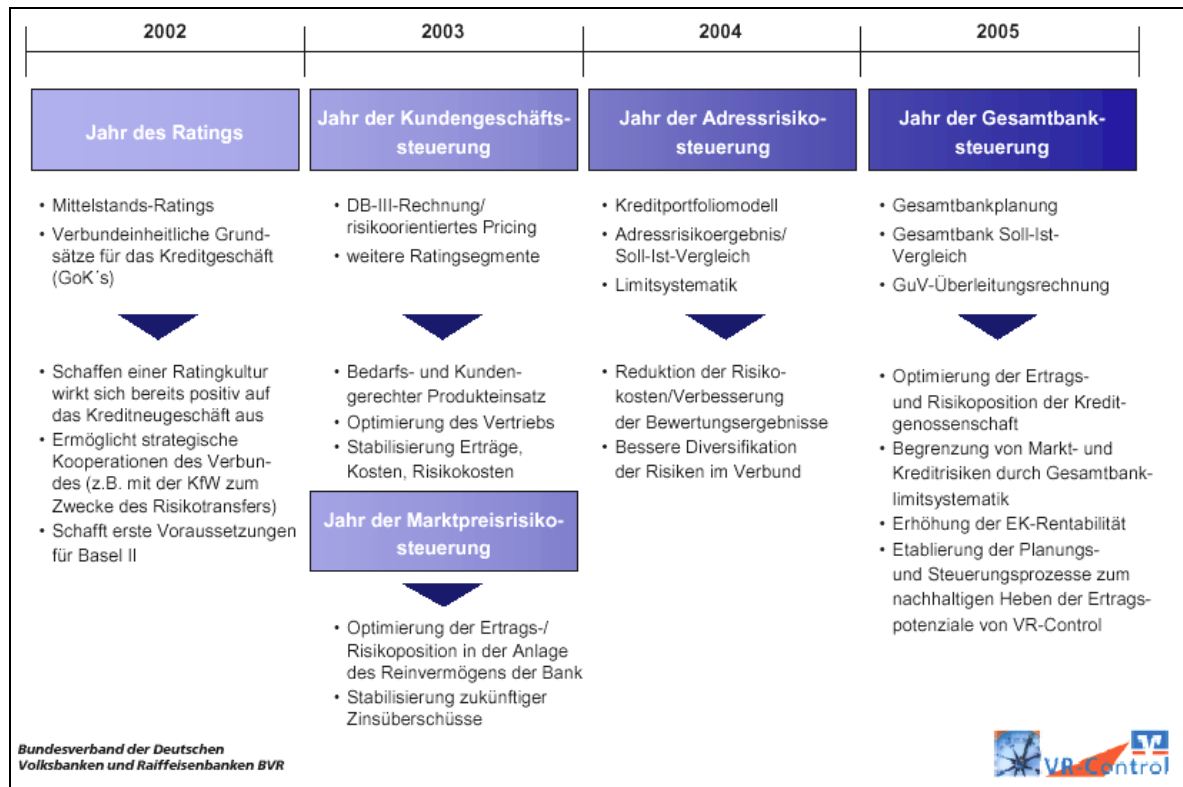 2002
2003
2004
2005
Jahr des Ratings
• Mittelstands-Ratings
• Verbundeinheitliche Grund-
sätze für das Kreditgeschäft
(GoK´s)
• Schaffen einer Ratingkultur
wirkt sich bereits positiv auf
das Kreditneugeschäft aus
• Ermöglicht strategische
Kooperationen des Verbun-
des (z.B. mit der KfW zum
Zwecke des Risikotransfers)
• Schafft erste Voraussetzungen
für Basel II
Jahr der Kundengeschäfts-
steuerung
• DB-III-Rechnung/
risikoorientiertes Pricing
• weitere Ratingsegmente
• Bedarfs- und Kunden-
gerechter Produkteinsatz
• Optimierung des Vertriebs
• Stabilisierung Erträge,
Kosten, Risikokosten
Jahr der Marktpreisrisiko-
steuerung
• Optimierung der Ertrags-/
Risikoposition in der Anlage
des Reinvermögens der Bank
• Stabilisierung zukünftiger
Zinsüberschüsse
Jahr der Adressrisiko-
steuerung
• Kreditportfoliomodell
• Adressrisikoergebnis/
Soll-Ist-Vergleich
• Limitsystematik
• Reduktion der Risiko-
kosten/Verbesserung
der Bewertungsergebnisse
• Bessere Diversifikation
der Risiken im Verbund
Jahr der Gesamtbank-
steuerung
• Gesamtbankplanung
• Gesamtbank Soll-Ist-
Vergleich
• GuV-Überleitungsrechnung
• Optimierung der Ertrags-
und Risikoposition der Kredit-
genossenschaft
• Begrenzung von Markt- und
Kreditrisiken durch Gesamtbank-
limitsystematik
• Erhöhung der EK-Rentabilität
• Etablierung der Planungs-
und Steuerungsprozesse zum
nachhaltigen Heben der Ertrags-
potenziale von VR-Control
Bundesverband der Deutschen
Volksbanken und Raiffeisenbanken BVR
VR-Control